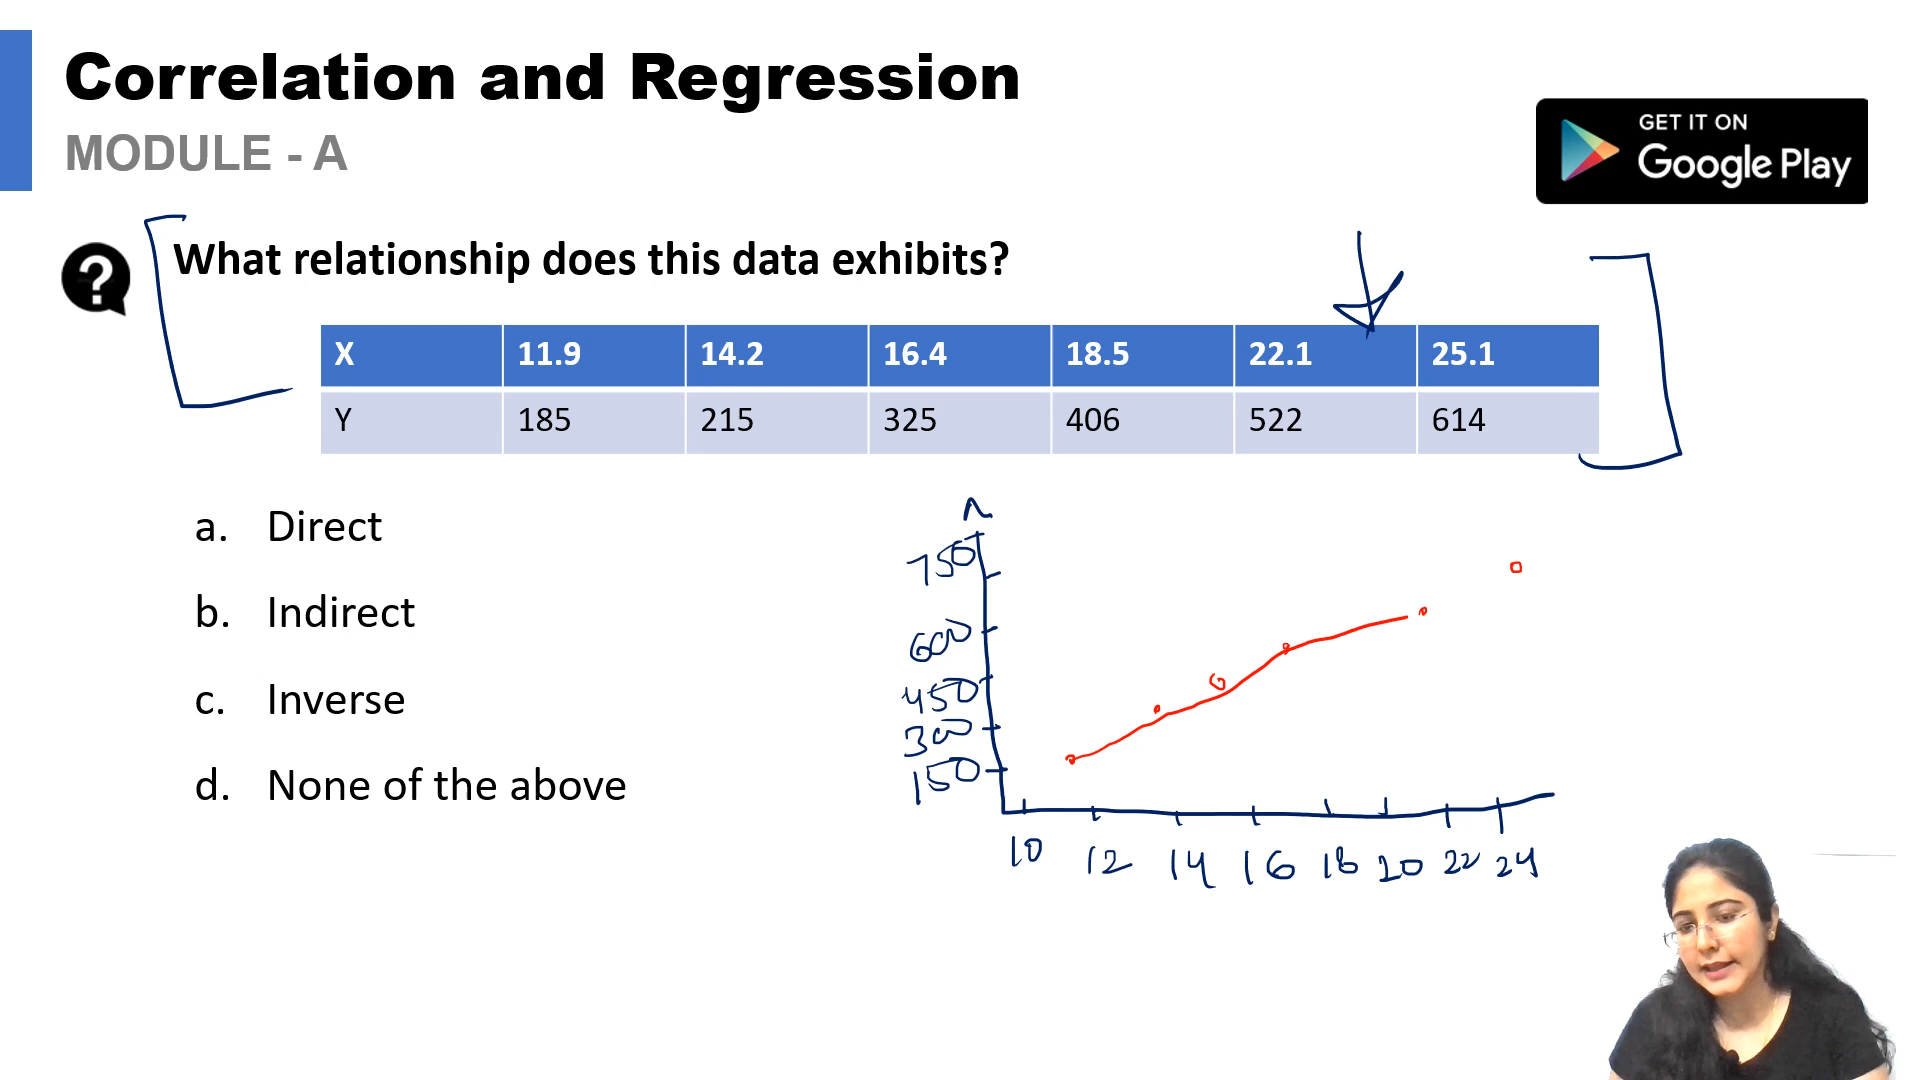 Correlation and Regression
MODULE - A
GET IT ON
Google Play
?
What relationship does this data exhibits?
X 11.9 14.2 16.4 18.5 22.1 25.1
Y 185 215 325 406 522 614
a. Direct
b. Indirect
c. Inverse
d. None of the above
750
600
450
300
150
10 12 14 16 18 20 22 24